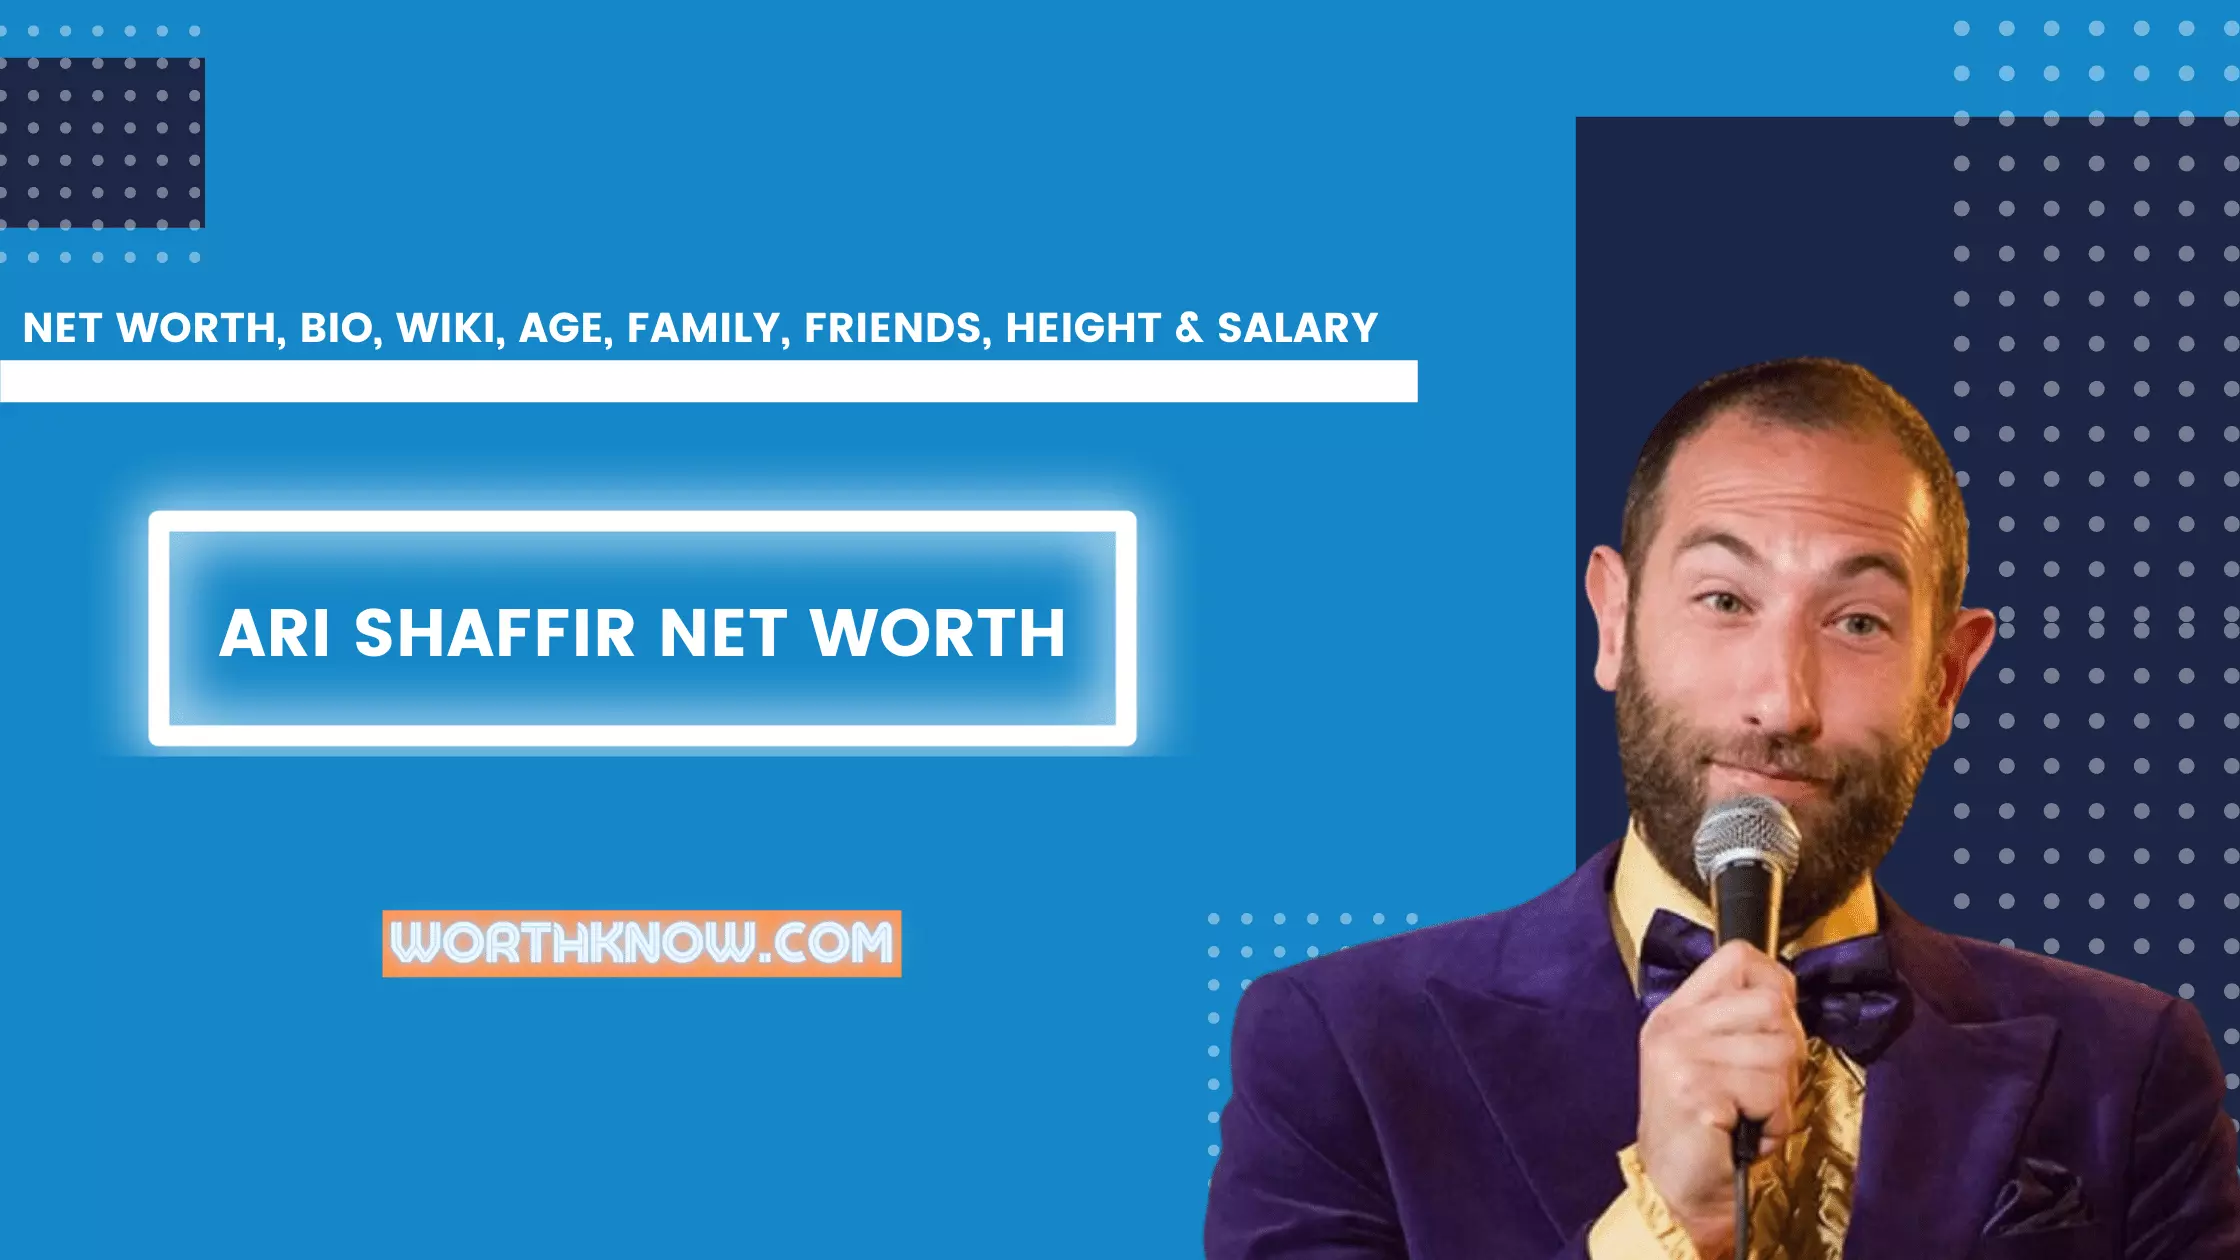 NET WORTH, BIO, WIKI, AGE, FAMILY, FRIENDS, HEIGHT & SALARY
ARI SHAFFIR NET WORTH
WORTHKNOW.COM